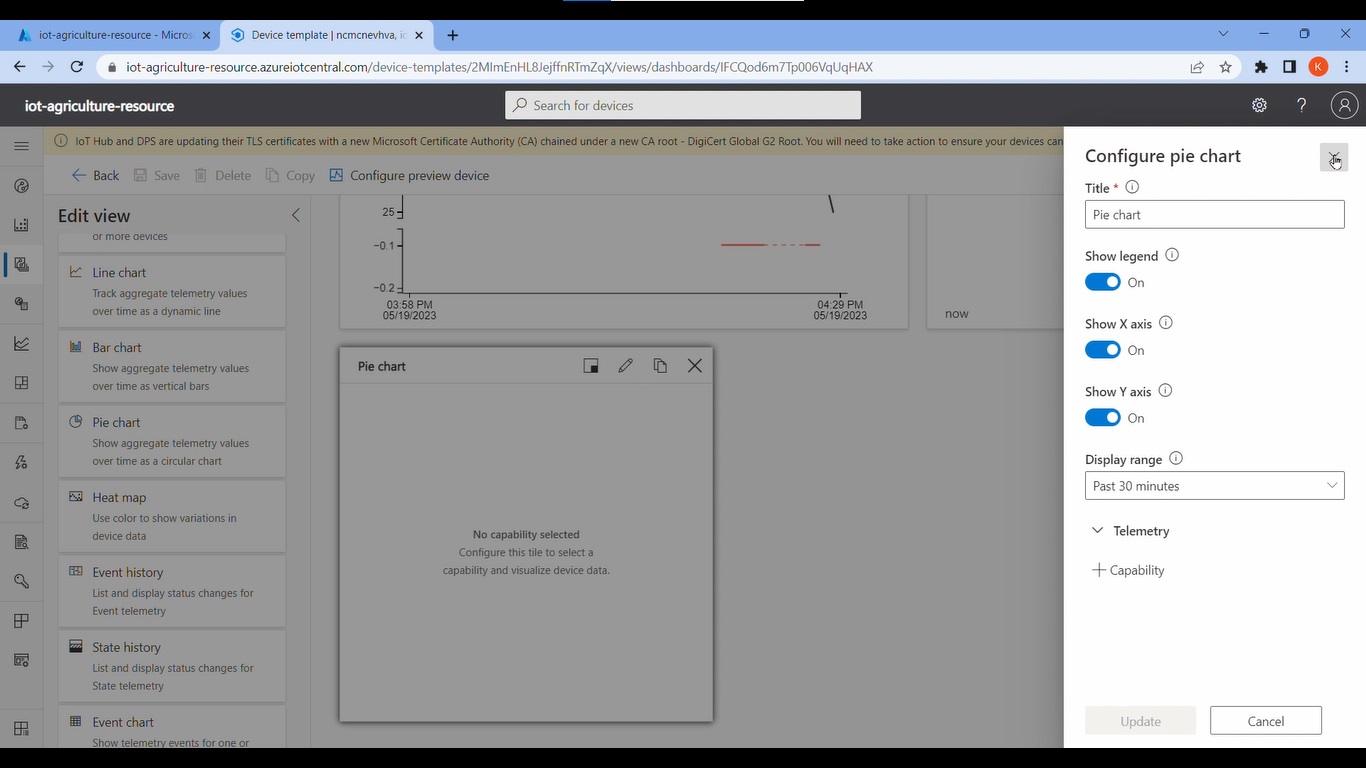 iot-agriculture-resource - Micros
Device template | ncmcnevhva, io
iot-agriculture-resource.azureiotcentral.com/device-templates/2MImEnHL8JejffnRTmZqX/views/dashboards/IFCQod6m7Tp006VqUqHAX
K
iot-agriculture-resource
Search for devices
IoT Hub and DPS are updating their TLS certificates with a new Microsoft Certificate Authority (CA) chained under a new CA root - DigiCert Global G2 Root. You will need to take action to ensure your devices can
Back
Save
Delete
Copy
Configure preview device
Edit view
or more devices
Line chart
Track aggregate telemetry values
over time as a dynamic line
Bar chart
Show aggregate telemetry values
over time as vertical bars
Pie chart
Show aggregate telemetry values
over time as a circular chart
Heat map
Use color to show variations in
device data
Event history
List and display status changes for
Event telemetry
State history
List and display status changes for
State telemetry
Event chart
Show telemetry events for one or
25
−0.1
−0.2
03:58 PM
05/19/2023
04:29 PM
05/19/2023
now
Pie chart
No capability selected
Configure this tile to select a
capability and visualize device data.
Configure pie chart
Title *
Pie chart
Show legend
On
Show X axis
On
Show Y axis
On
Display range
Past 30 minutes
Telemetry
Capability
Update
Cancel